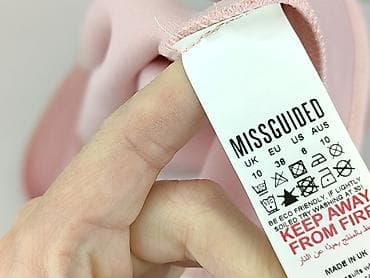 MISSGUIDED
UK EU US AUS
10 38 8 10
BE ECO FRIENDLY, IF LIGHTLY
SOILED TRY WASHING AT 30!
KEEP AWAY
FROM FIRE
MADE IN UK